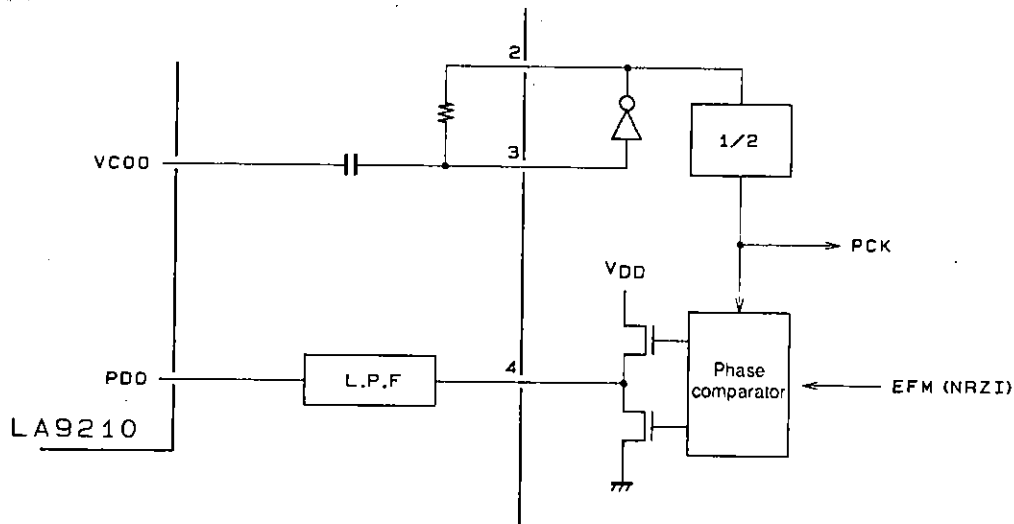 2
VCOO
3
1/2
PCK
VDD
PDO
L.P.F
4
Phase
comparator
EFM (NRZI)
LA9210